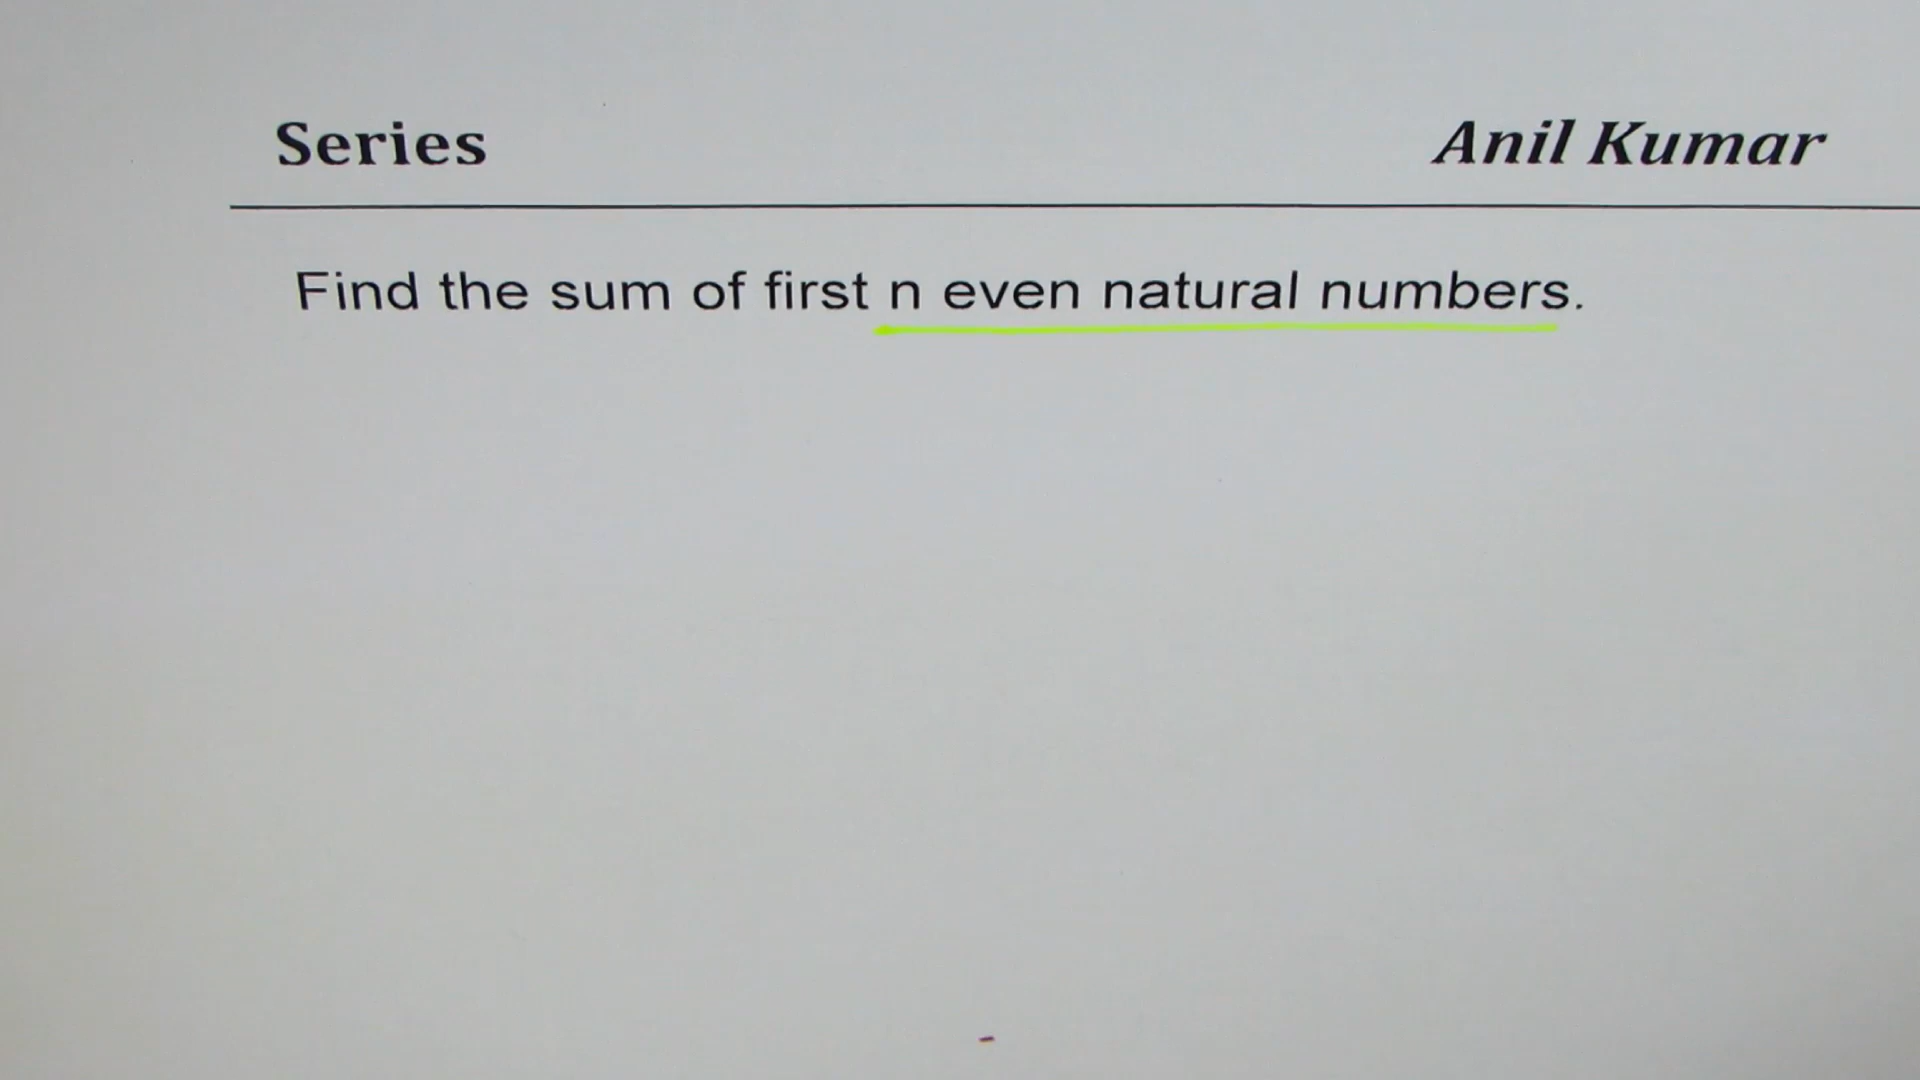 Series Anil Kumar
Find the sum of first n even natural numbers.